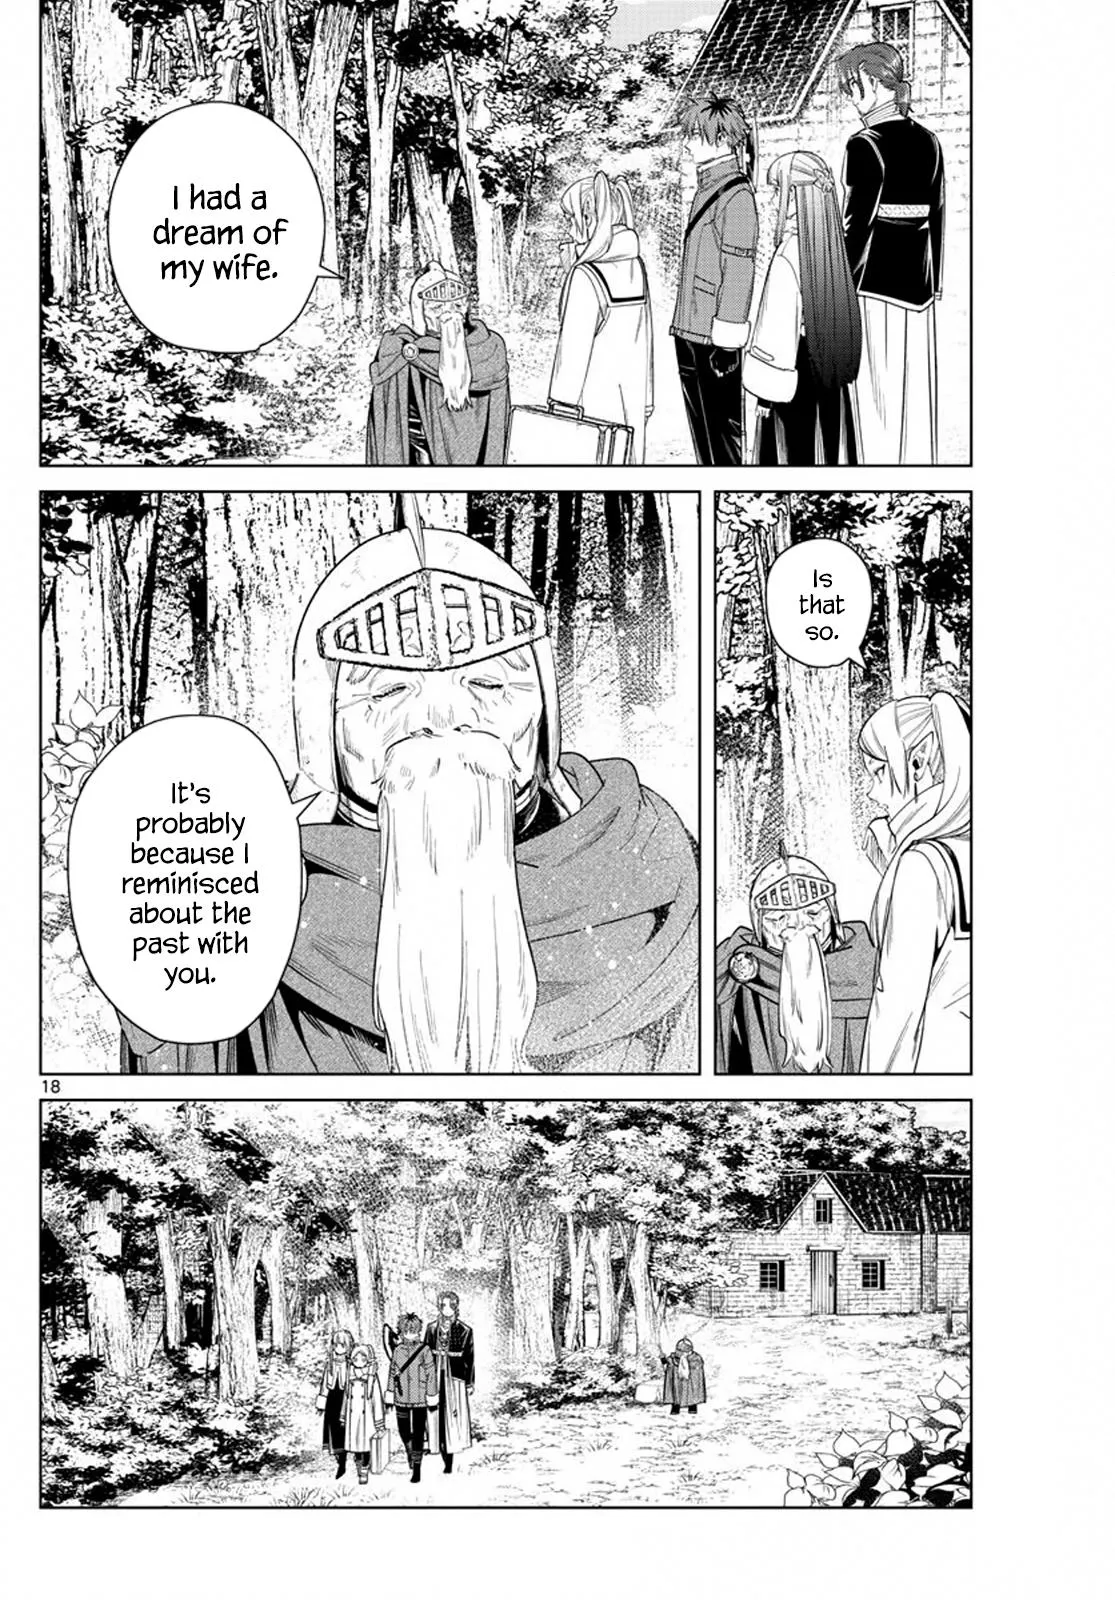 I had a
dream of
my wife.
Is
that
so.
It's
probably
because I
reminisced
about the
past with
you.
18